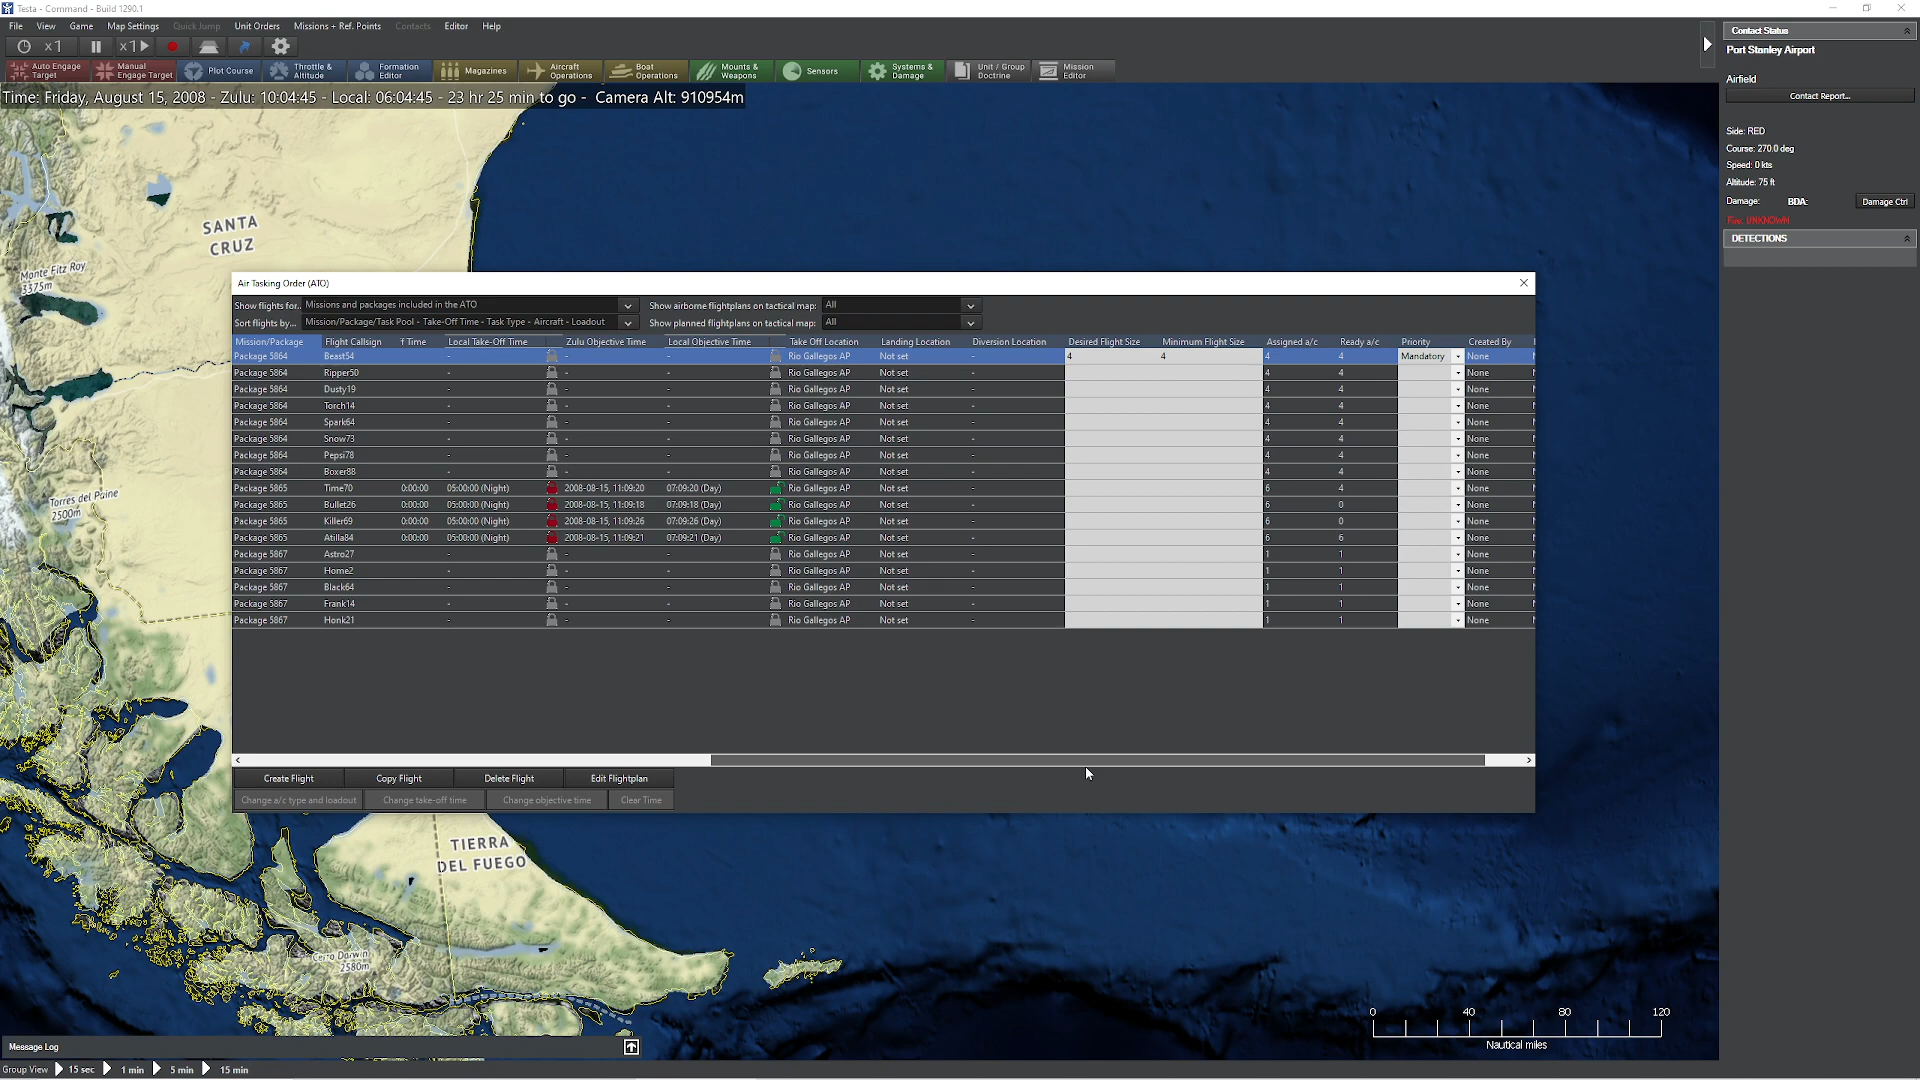 Testa - Command - Build 1290.1
File View Game Map Settings Quick Jump Unit Orders Missions + Ref. Points Contacts Editor Help
x1 x1
Auto Engage Target
Manual Engage Target
Plot Course
Throttle & Altitude
Formation Editor
Magazines
Aircraft Operations
Boat Operations
Mounts & Weapons
Sensors
Systems & Damage
Unit / Group Doctrine
Mission Editor
Time: Friday, August 15, 2008 - Zulu: 10:04:45 - Local: 06:04:45 - 23 hr 25 min to go - Camera Alt: 910954m
SANTA
CRUZ
Monte Fitz Roy
3375m
Torres del Paine
2500m
Air Tasking Order (ATO)
Show flights for.. Missions and packages included in the ATO Show airborne flightplans on tactical map: All
Sort flights by... Mission/Package/Task Pool - Take-Off Time - Task Type - Aircraft - Loadout Show planned flightplans on tactical map: All
Mission/Package Flight Callsign f Time Local Take-Off Time Zulu Objective Time Local Objective Time Take Off Location Landing Location Diversion Location Desired Flight Size Minimum Flight Size Assigned a/c Ready a/c Priority Created By
Package 5864 Beast54 - - - Rio Gallegos AP Not set - 4 4 4 4 Mandatory None
Package 5864 Ripper50 - - - Rio Gallegos AP Not set - 4 4 None
Package 5864 Dusty19 - - - Rio Gallegos AP Not set - 4 4 None
Package 5864 Torch14 - - - Rio Gallegos AP Not set - 4 4 None
Package 5864 Spark64 - - - Rio Gallegos AP Not set - 4 4 None
Package 5864 Snow73 - - - Rio Gallegos AP Not set - 4 4 None
Package 5864 Pepsi78 - - - Rio Gallegos AP Not set - 4 4 None
Package 5864 Boxer88 - - - Rio Gallegos AP Not set - 4 4 None
Package 5865 Time70 0:00:00 05:00:00 (Night) 2008-08-15, 11:09:20 07:09:20 (Day) Rio Gallegos AP Not set - 6 4 None
Package 5865 Bullet26 0:00:00 05:00:00 (Night) 2008-08-15, 11:09:18 07:09:18 (Day) Rio Gallegos AP Not set - 6 0 None
Package 5865 Killer69 0:00:00 05:00:00 (Night) 2008-08-15, 11:09:26 07:09:26 (Day) Rio Gallegos AP Not set - 6 0 None
Package 5865 Atilla84 0:00:00 05:00:00 (Night) 2008-08-15, 11:09:21 07:09:21 (Day) Rio Gallegos AP Not set - 6 6 None
Package 5867 Astro27 - - - Rio Gallegos AP Not set - 1 1 None
Package 5867 Home2 - - - Rio Gallegos AP Not set - 1 1 None
Package 5867 Black64 - - - Rio Gallegos AP Not set - 1 1 None
Package 5867 Frank14 - - - Rio Gallegos AP Not set - 1 1 None
Package 5867 Honk21 - - - Rio Gallegos AP Not set - 1 1 None
Create Flight Copy Flight Delete Flight Edit Flightplan
Change a/c type and loadout Change take-off time Change objective time Clear Time
TIERRA
DEL FUEGO
Cerro Darwin
2580m
0 40 80 120
Nautical miles
Message Log
Group View 15 sec 1 min 5 min 15 min
Contact Status
Port Stanley Airport
Airfield
Contact Report...
Side: RED
Course: 270.0 deg
Speed: 0 kts
Altitude: 75 ft
Damage: BDA: Damage Ctrl
Fire: UNKNOWN
DETECTIONS